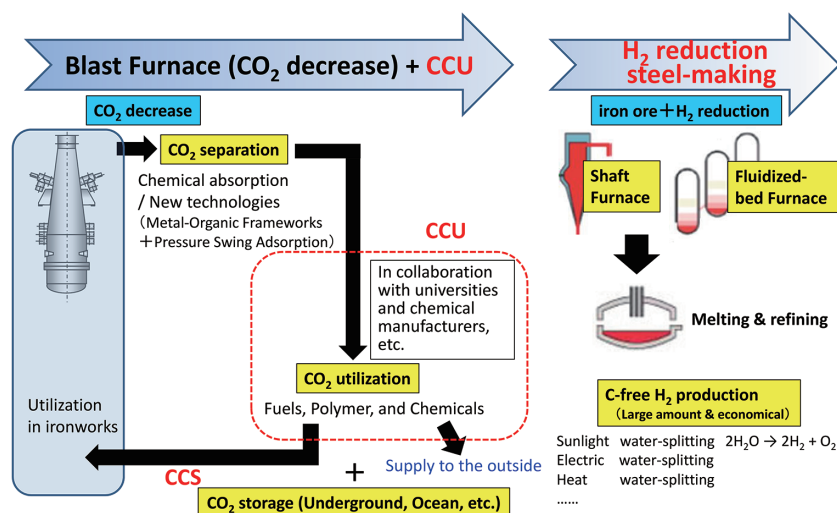 Blast Furnace (CO₂ decrease) + CCU
H₂ reduction
steel-making
CO₂ decrease
CO₂ separation
Chemical absorption
/ New technologies
(Metal-Organic Frameworks
+Pressure Swing Adsorption)
CCU
In collaboration
with universities
and chemical
manufacturers,
etc.
CO₂ utilization
Fuels, Polymer, and Chemicals
Utilization
in ironworks
CCS
+
Supply to the outside
CO₂ storage (Underground, Ocean, etc.)
iron ore+H₂ reduction
Shaft
Furnace
Fluidized-
bed Furnace
Melting & refining
C-free H₂ production
(Large amount & economical)
Sunlight water-splitting 2H₂O → 2H₂ + O₂
Electric water-splitting
Heat water-splitting
……